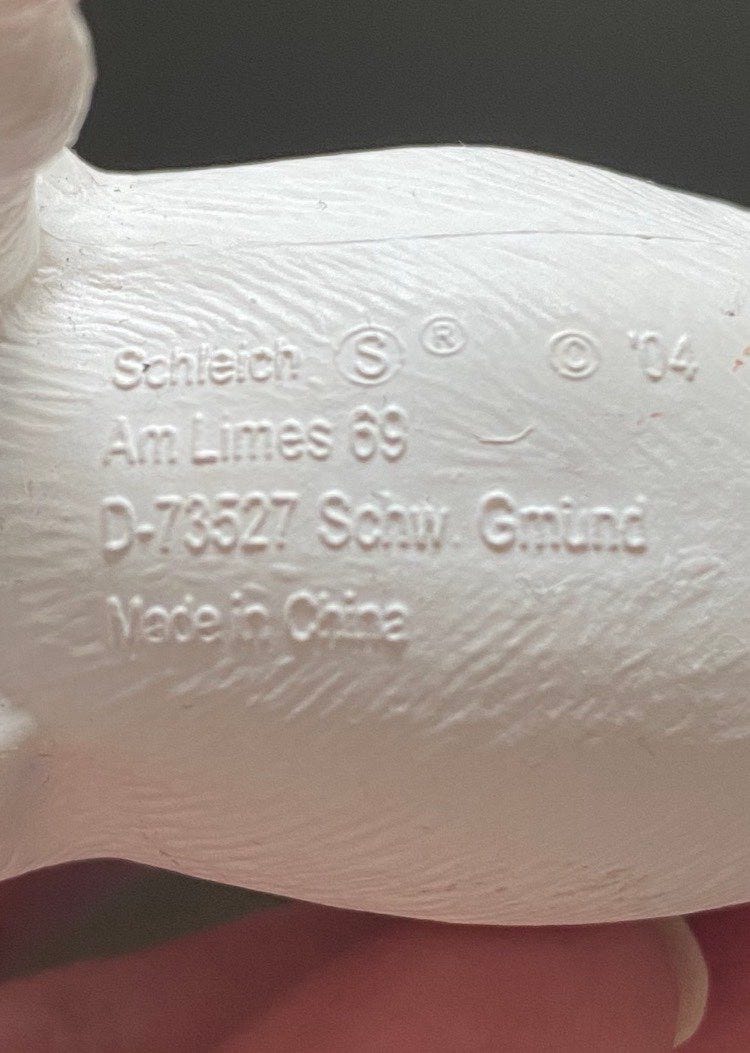 Schleich Ⓢ ® © '04
Am Limes 69
D-73527 Schw. Gmünd
Made in China